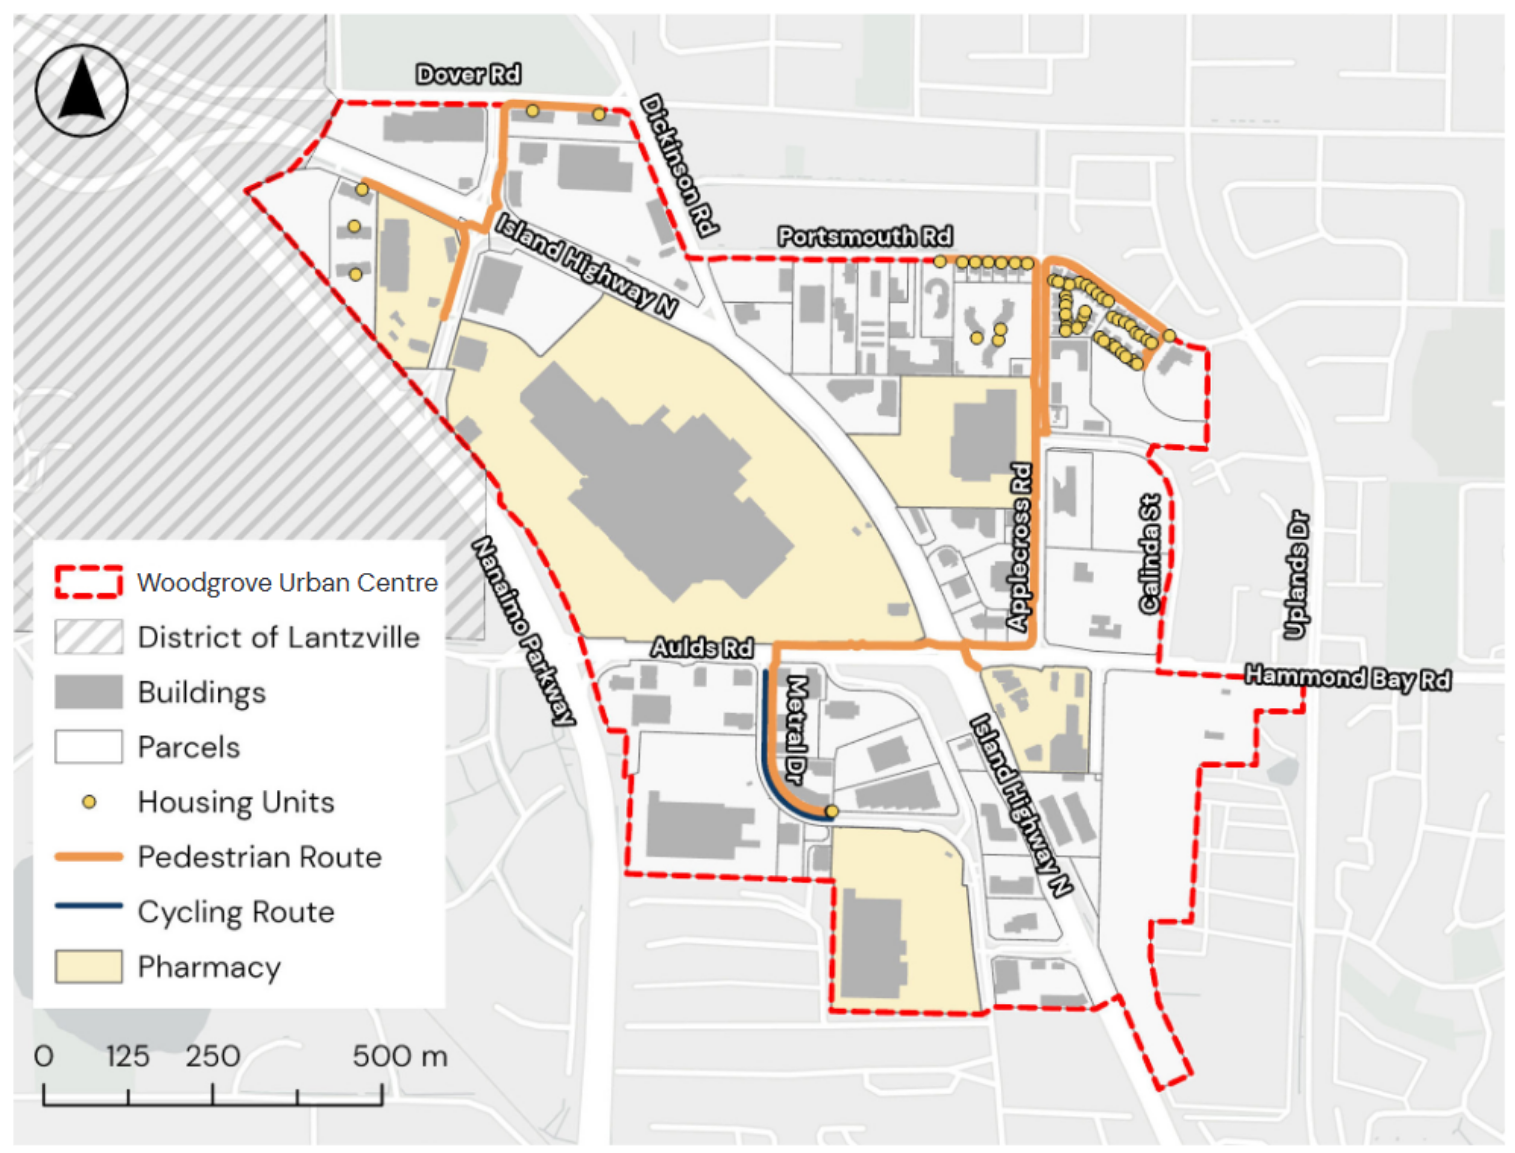 Dover Rd
Dickinson Rd
Portsmouth Rd
Island Highway N
Applecross Rd
Calinda St
Uplands Dr
Nanaimo Parkway
Aulds Rd
Hammond Bay Rd
Metral Dr
Island Highway N
Woodgrove Urban Centre
District of Lantzville
Buildings
Parcels
Housing Units
Pedestrian Route
Cycling Route
Pharmacy
0 125 250 500 m